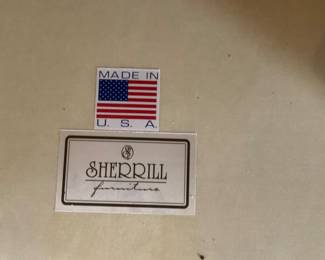 MADE IN
U. S. A.
SHERRILL
furniture